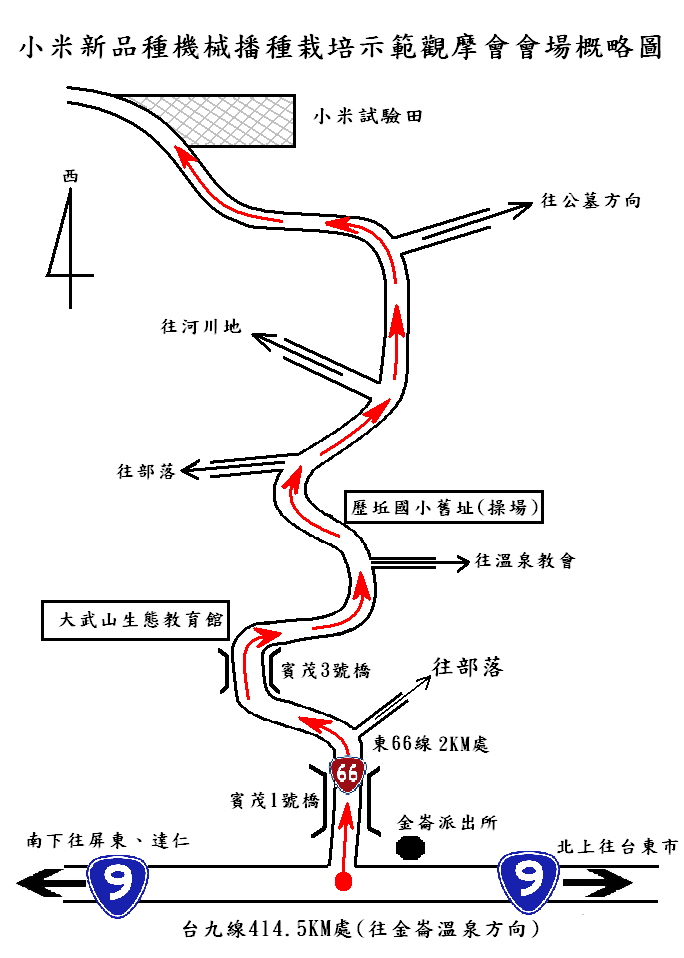 小米新品種機械播種栽培示範觀摩會會場概略圖
小米試驗田
西
往公墓方向
往河川地
往部落
歷坵國小舊址(操場)
往溫泉教會
大武山生態教育館
賓茂3號橋
往部落
東66線 2KM處
66
賓茂1號橋
金崙派出所
南下往屏東、達仁
北上往台東市
9
9
台九線414.5KM處(往金崙溫泉方向)